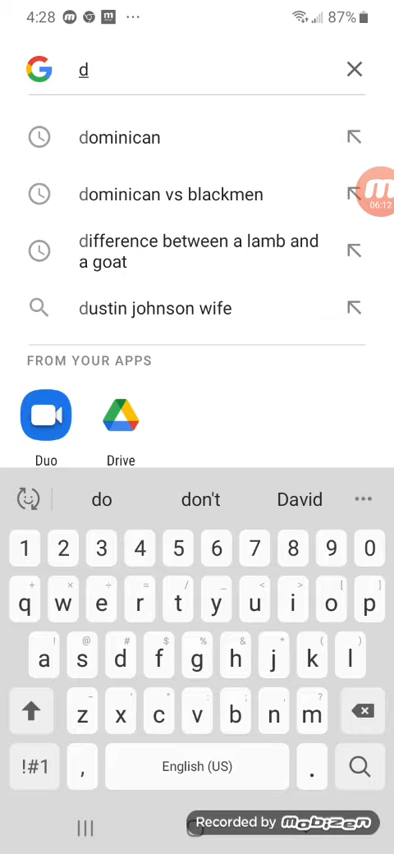 4:28 87%
d
dominican
dominican vs blackmen
06:12
difference between a lamb and
a goat
dustin johnson wife
FROM YOUR APPS
Duo Drive
do don't David
1 2 3 4 5 6 7 8 9 0
+ × ÷ = / _ < > [ ]
q w e r t y u i o p
! @ # $ % & * ( )
a s d f g h j k l
- ' " : ; , ?
z x c v b n m
!#1 , English (US) .
Recorded by mobizen